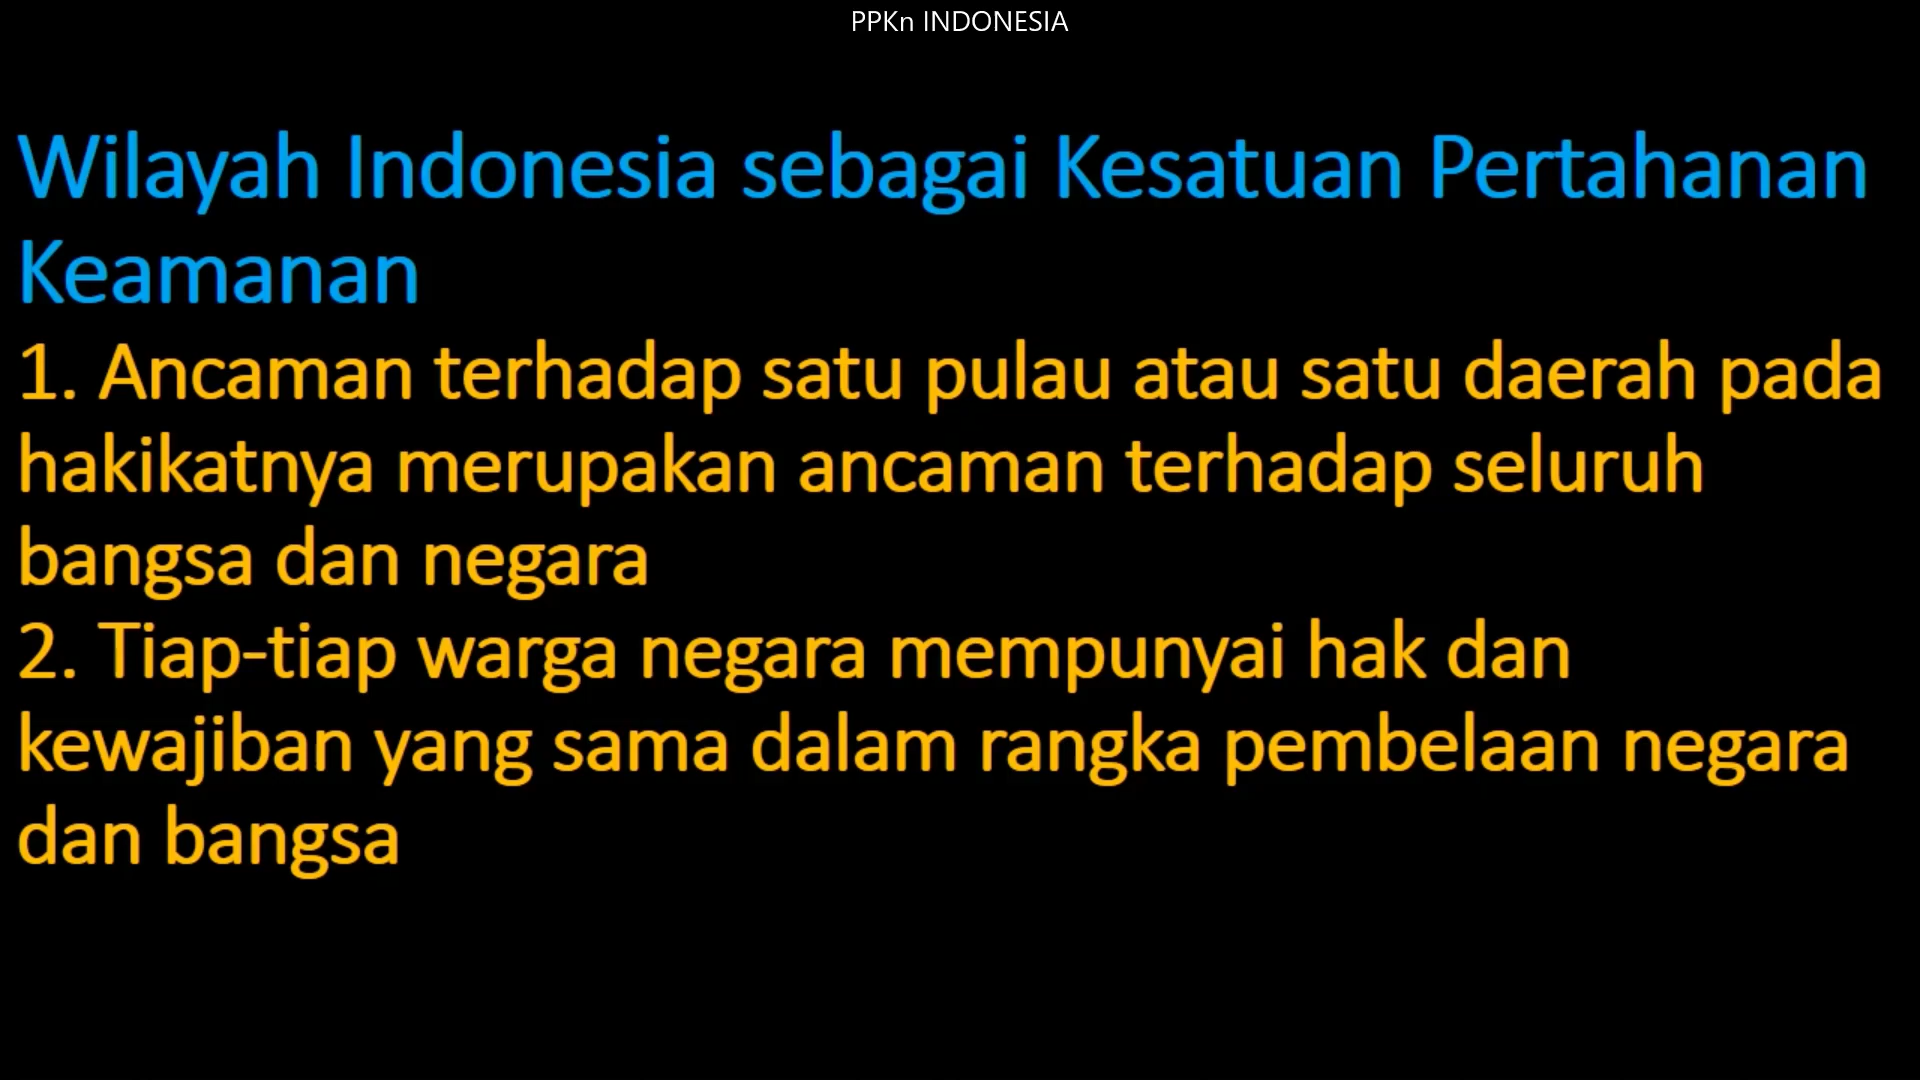 PPKn INDONESIA
Wilayah Indonesia sebagai Kesatuan Pertahanan
Keamanan
1. Ancaman terhadap satu pulau atau satu daerah pada
hakikatnya merupakan ancaman terhadap seluruh
bangsa dan negara
2. Tiap-tiap warga negara mempunyai hak dan
kewajiban yang sama dalam rangka pembelaan negara
dan bangsa